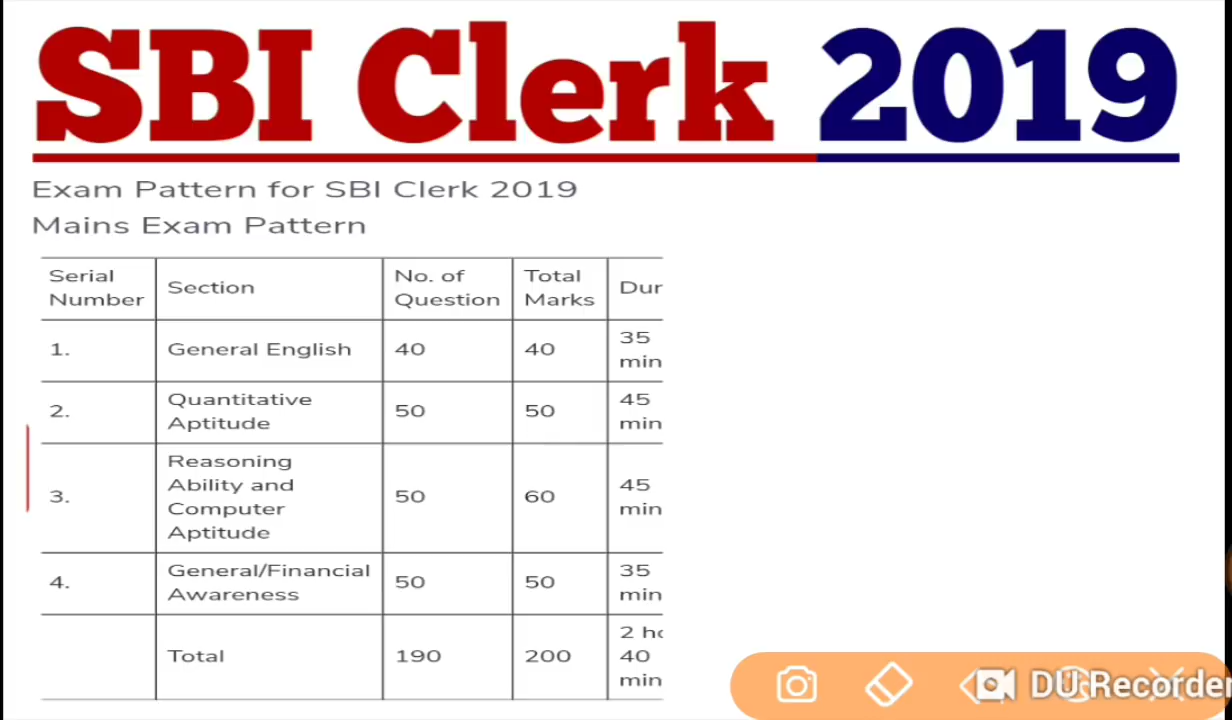 SBI Clerk 2019
Exam Pattern for SBI Clerk 2019
Mains Exam Pattern
Serial Number Section No. of Question Total Marks Dur
1. General English 40 40 35 min
2. Quantitative Aptitude 50 50 45 min
3. Reasoning Ability and Computer Aptitude 50 60 45 min
4. General/Financial Awareness 50 50 35 min
Total 190 200 2 ho 40 min
DU Recorder